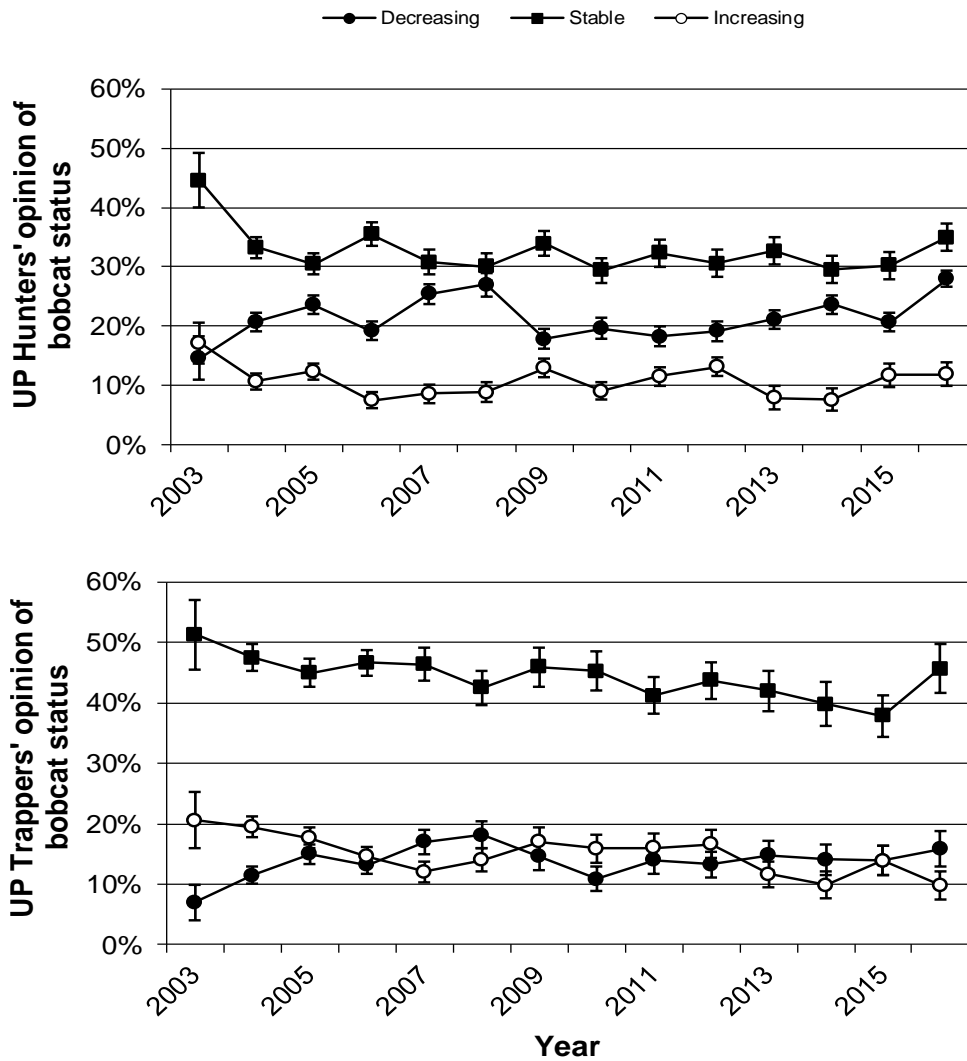 Decreasing Stable Increasing
UP Hunters' opinion of
bobcat status
60%
50%
40%
30%
20%
10%
0%
2003 2005 2007 2009 2011 2013 2015
UP Trappers' opinion of
bobcat status
60%
50%
40%
30%
20%
10%
0%
2003 2005 2007 2009 2011 2013 2015
Year